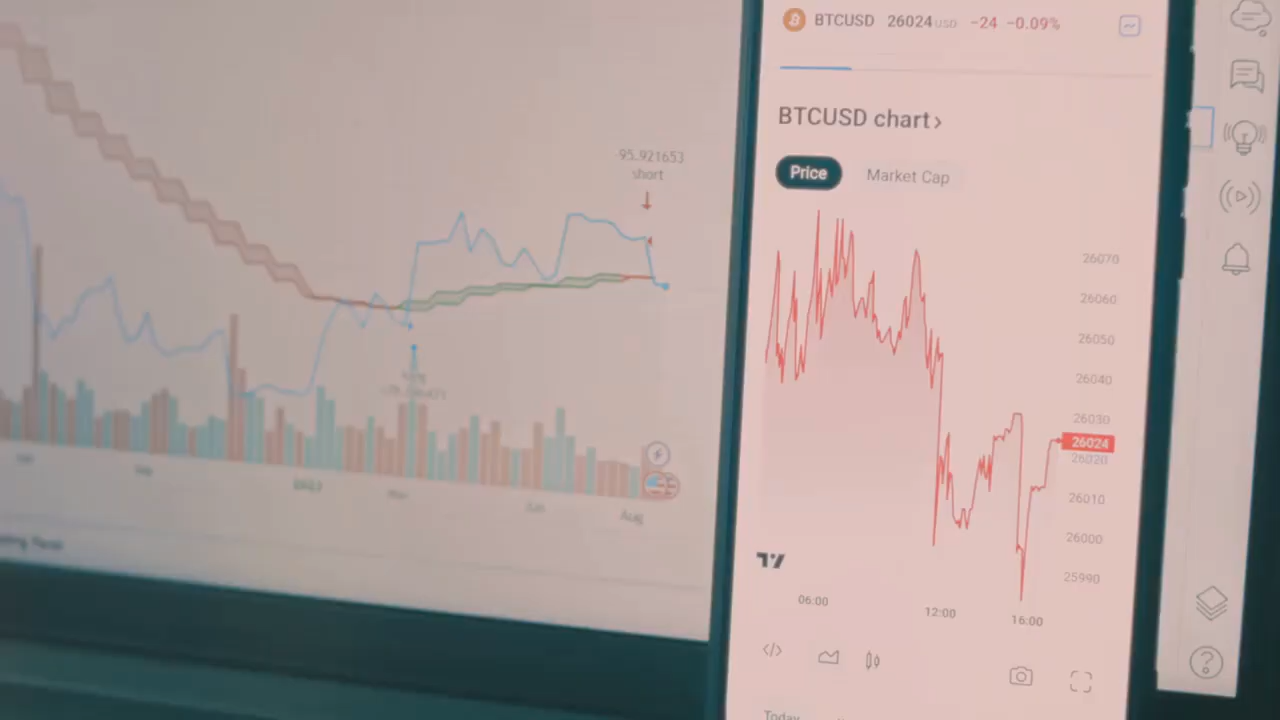 BTCUSD 26024 USD −24 −0.09%
BTCUSD chart ›
Price Market Cap
95.921653
short
26070
26060
26050
26040
26030
26024
26020
26010
26000
25990
06:00 12:00 16:00
Aug
Today